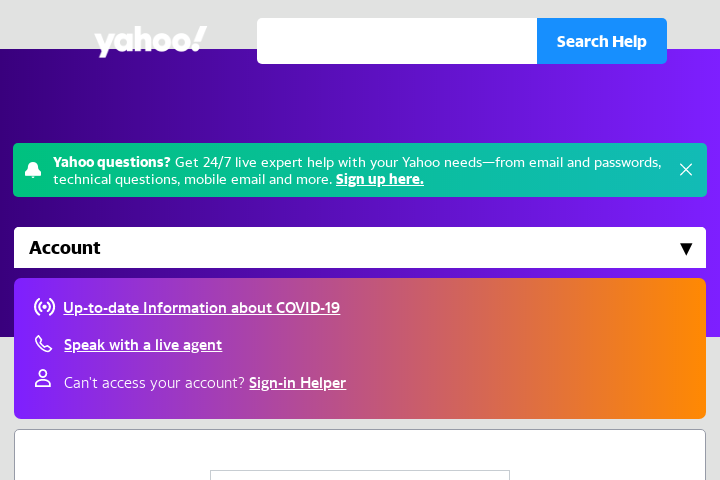 yahoo!
Search Help
Yahoo questions? Get 24/7 live expert help with your Yahoo needs—from email and passwords,
technical questions, mobile email and more. Sign up here.
Account
Up-to-date Information about COVID-19
Speak with a live agent
Can't access your account? Sign-in Helper